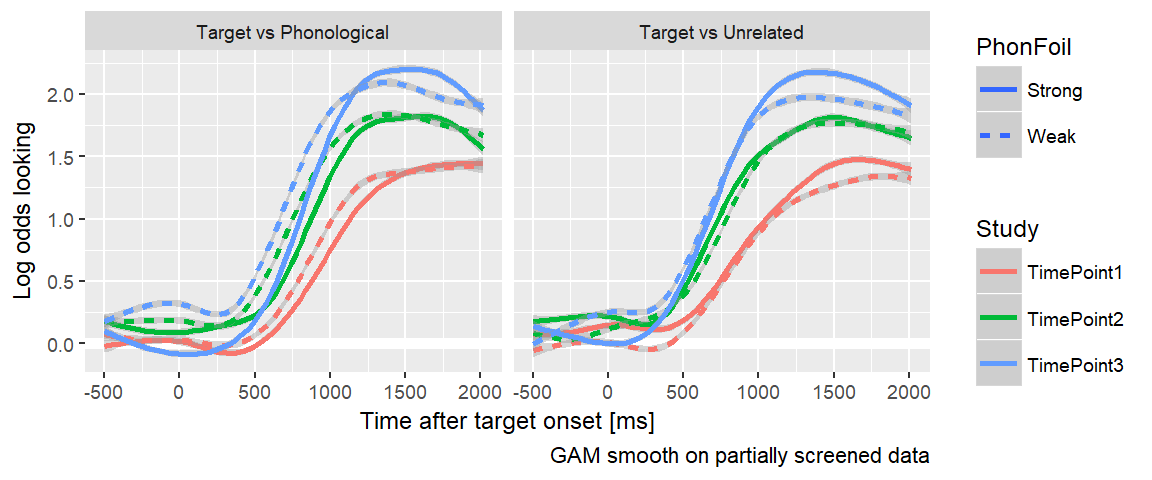 Target vs Phonological
Target vs Unrelated
Log odds looking
2.0
1.5
1.0
0.5
0.0
-500 0 500 1000 1500 2000
-500 0 500 1000 1500 2000
Time after target onset [ms]
GAM smooth on partially screened data
PhonFoil
Strong
Weak
Study
TimePoint1
TimePoint2
TimePoint3